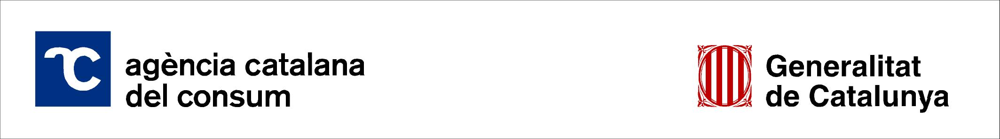 agència catalana
del consum
Generalitat
de Catalunya